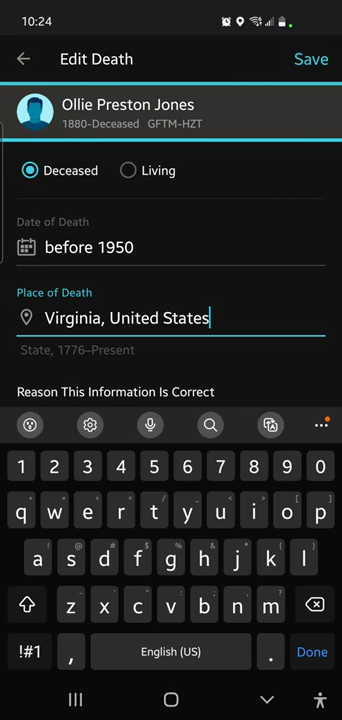 10:24
Edit Death
Save
Ollie Preston Jones
1880-Deceased GFTM-HZT
Deceased
Living
Date of Death
before 1950
Place of Death
Virginia, United States
State, 1776–Present
Reason This Information Is Correct
1 2 3 4 5 6 7 8 9 0
q w e r t y u i o p
a s d f g h j k l
z x c v b n m
!#1 , English (US) . Done